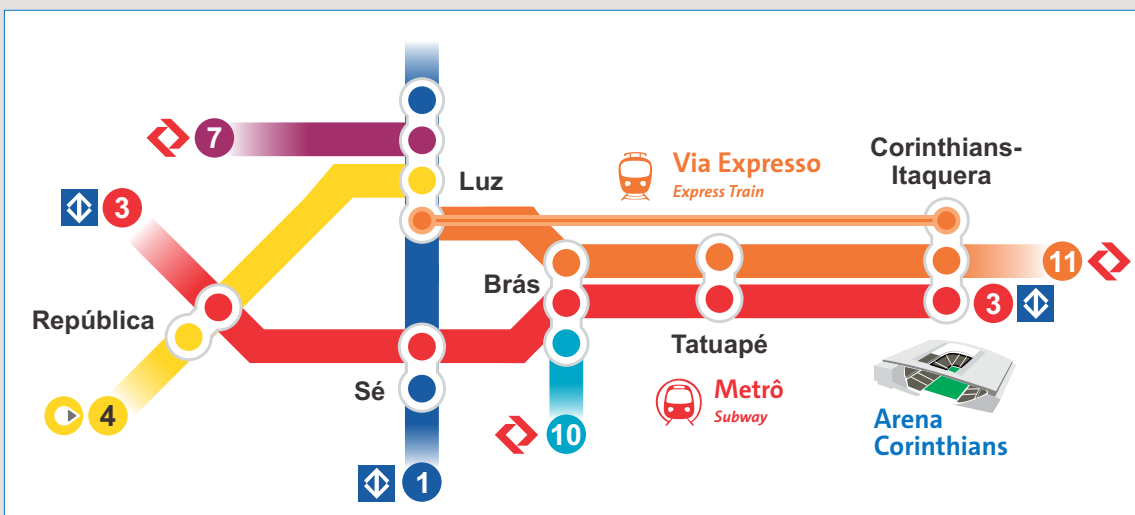 7
3
Luz
Via Expresso
Express Train
Corinthians-
Itaquera
República
Brás
11
3
Sé
Tatuapé
4
10
Metrô
Subway
Arena
Corinthians
1